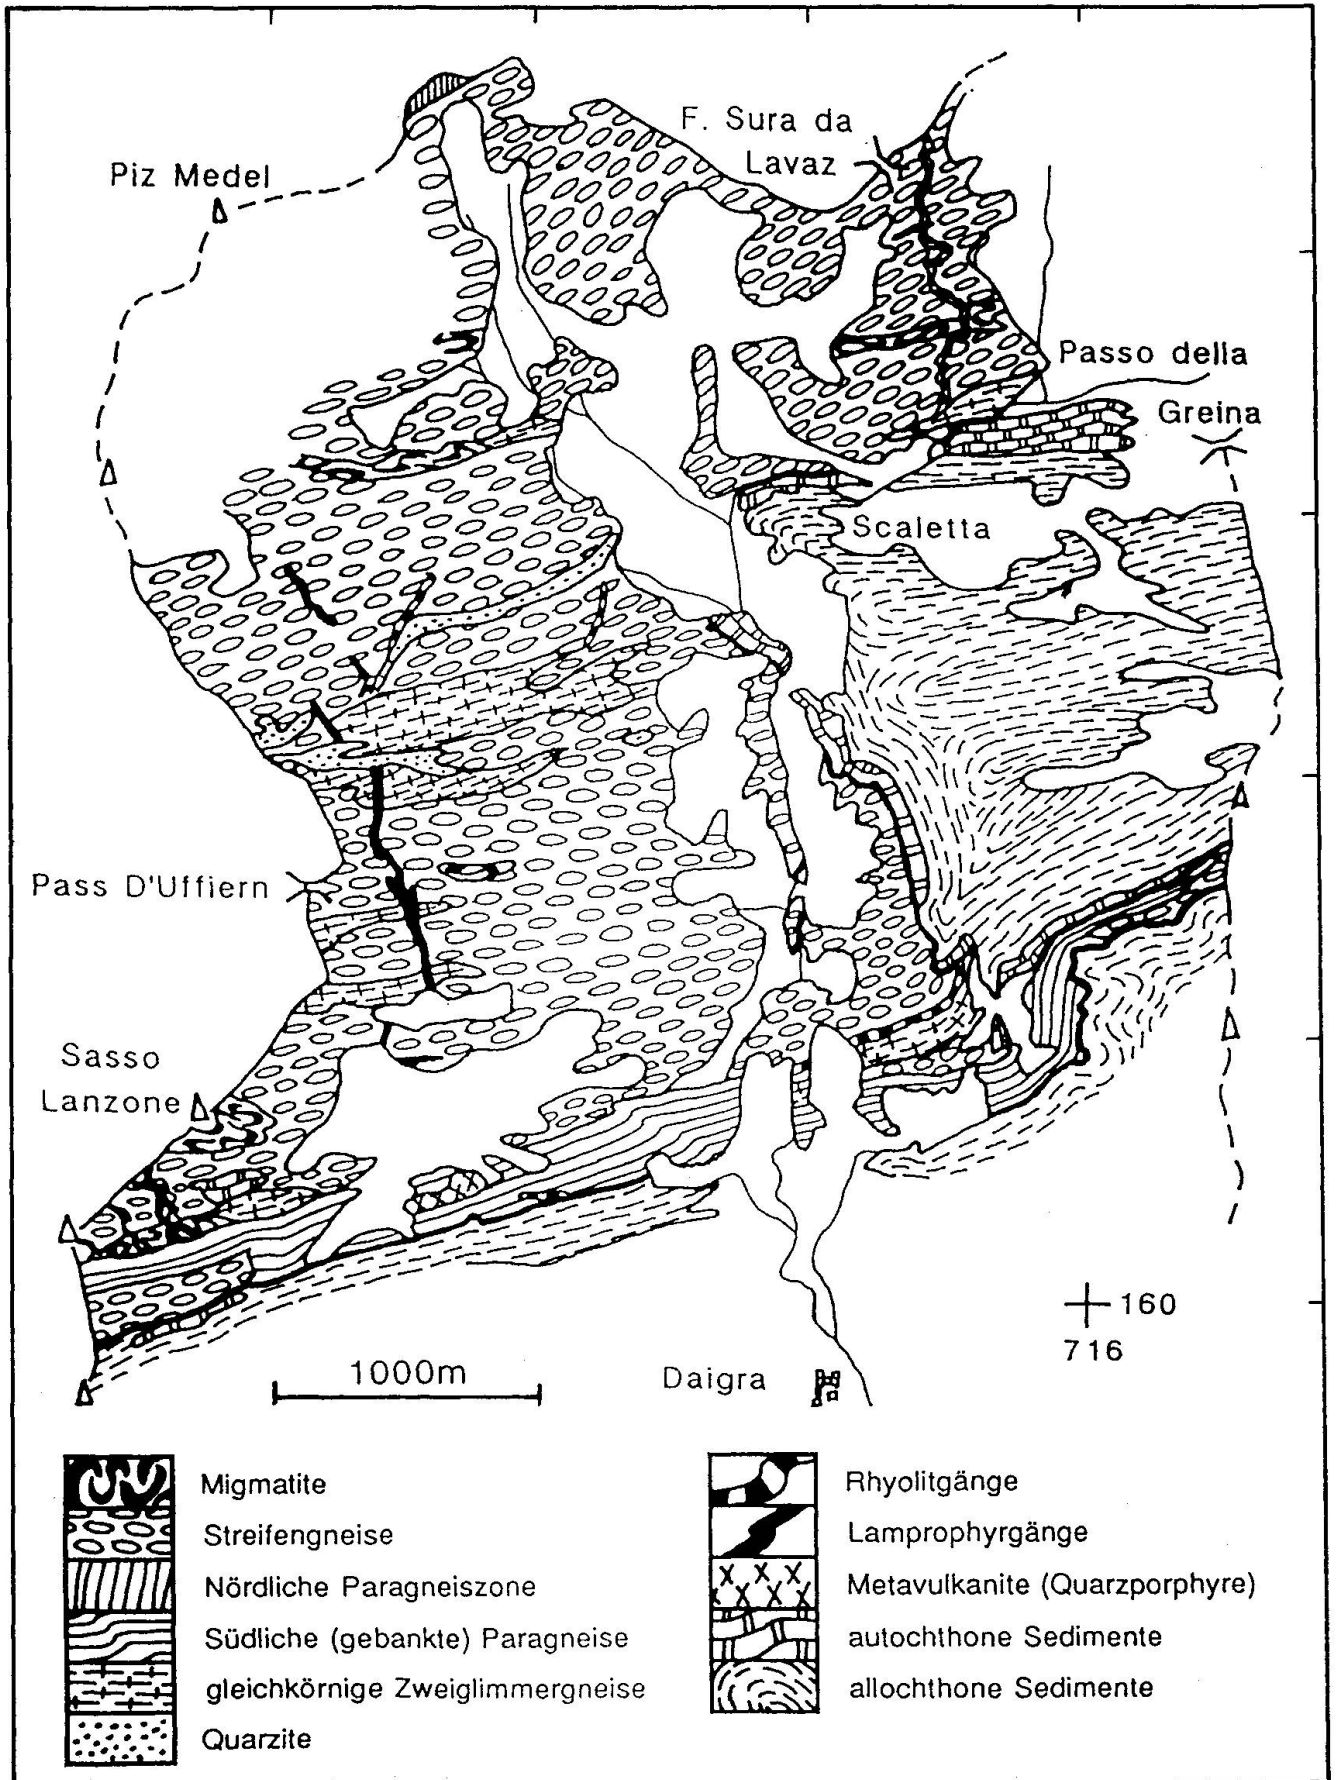 F. Sura da
Lavaz
Piz Medel
Passo della
Greina
Scaletta
Pass D'Uffiern
Sasso
Lanzone
160
716
1000m
Daigra
Migmatite
Streifengneise
Nördliche Paragneiszone
Südliche (gebankte) Paragneise
gleichkörnige Zweiglimmergneise
Quarzite
Rhyolitgänge
Lamprophyrgänge
Metavulkanite (Quarzporphyre)
autochthone Sedimente
allochthone Sedimente